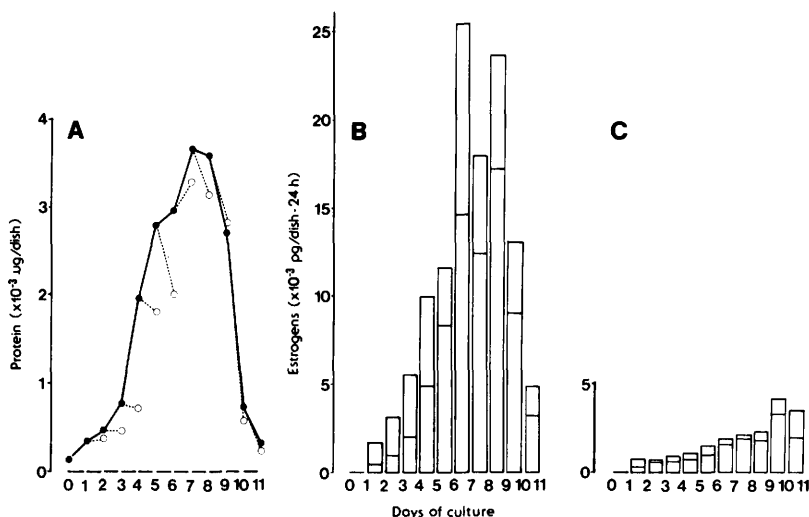 A
Protein (x10⁻³ ug/dish)
4
3
2
1
0
0 1 2 3 4 5 6 7 8 9 10 11
B
Estrogens (x10⁻³ pg/dish·24 h)
25
20
15
10
5
0
0 1 2 3 4 5 6 7 8 9 10 11
C
5
0
0 1 2 3 4 5 6 7 8 9 10 11
Days of culture